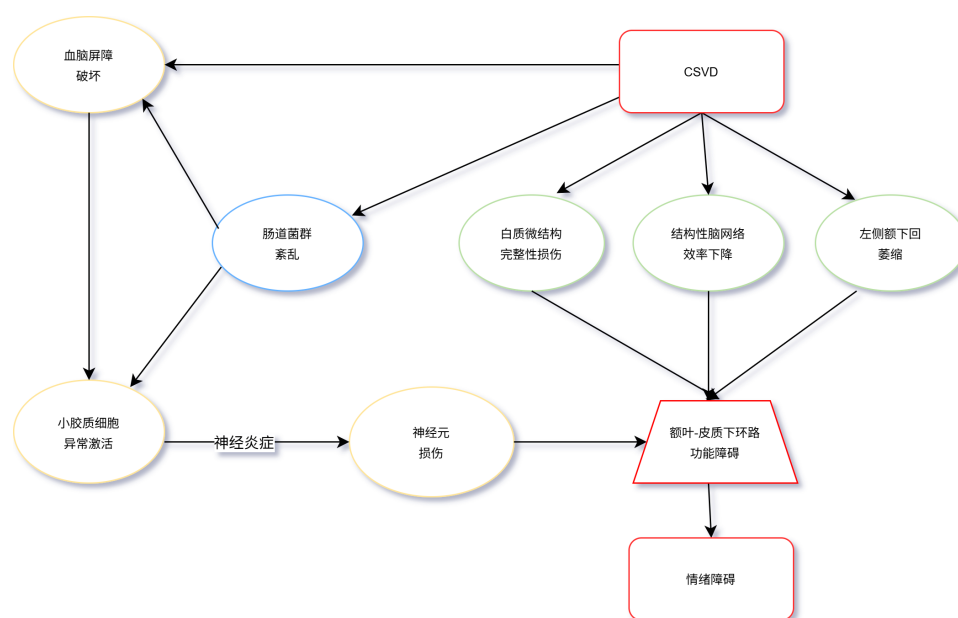 血脑屏障
破坏
CSVD
肠道菌群
紊乱
白质微结构
完整性损伤
结构性脑网络
效率下降
左侧额下回
萎缩
小胶质细胞
异常激活
神经炎症
神经元
损伤
额叶-皮质下环路
功能障碍
情绪障碍